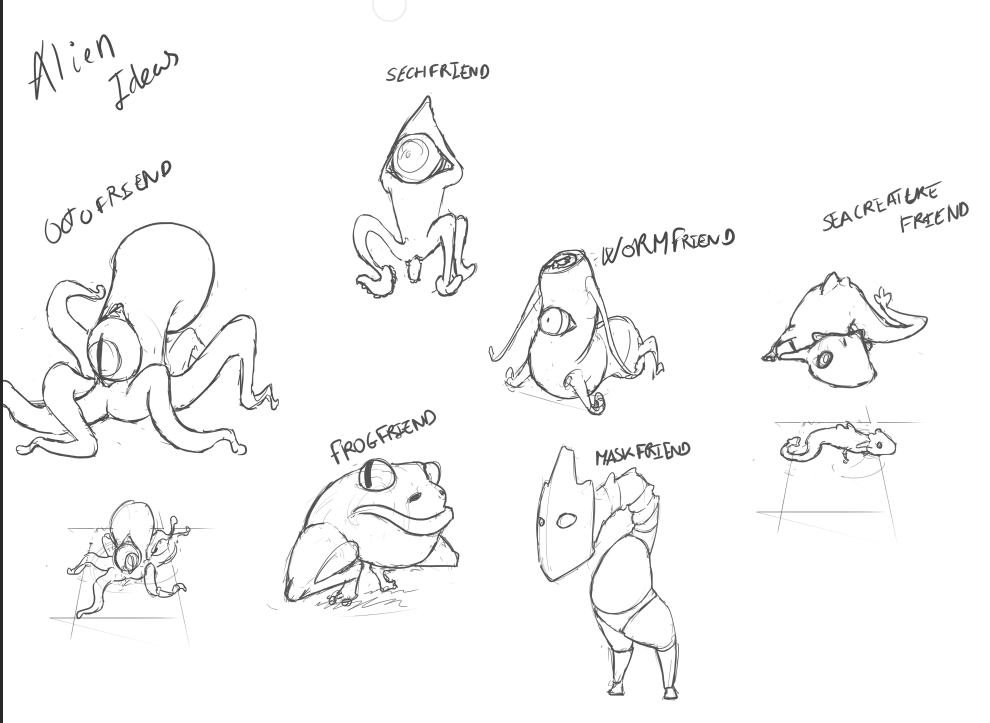 Alien
Ideas
SECHFRIEND
OCTOFRIEND
WORMFRIEND
SEACREATURE
FRIEND
FROGFRIEND
MASKFRIEND